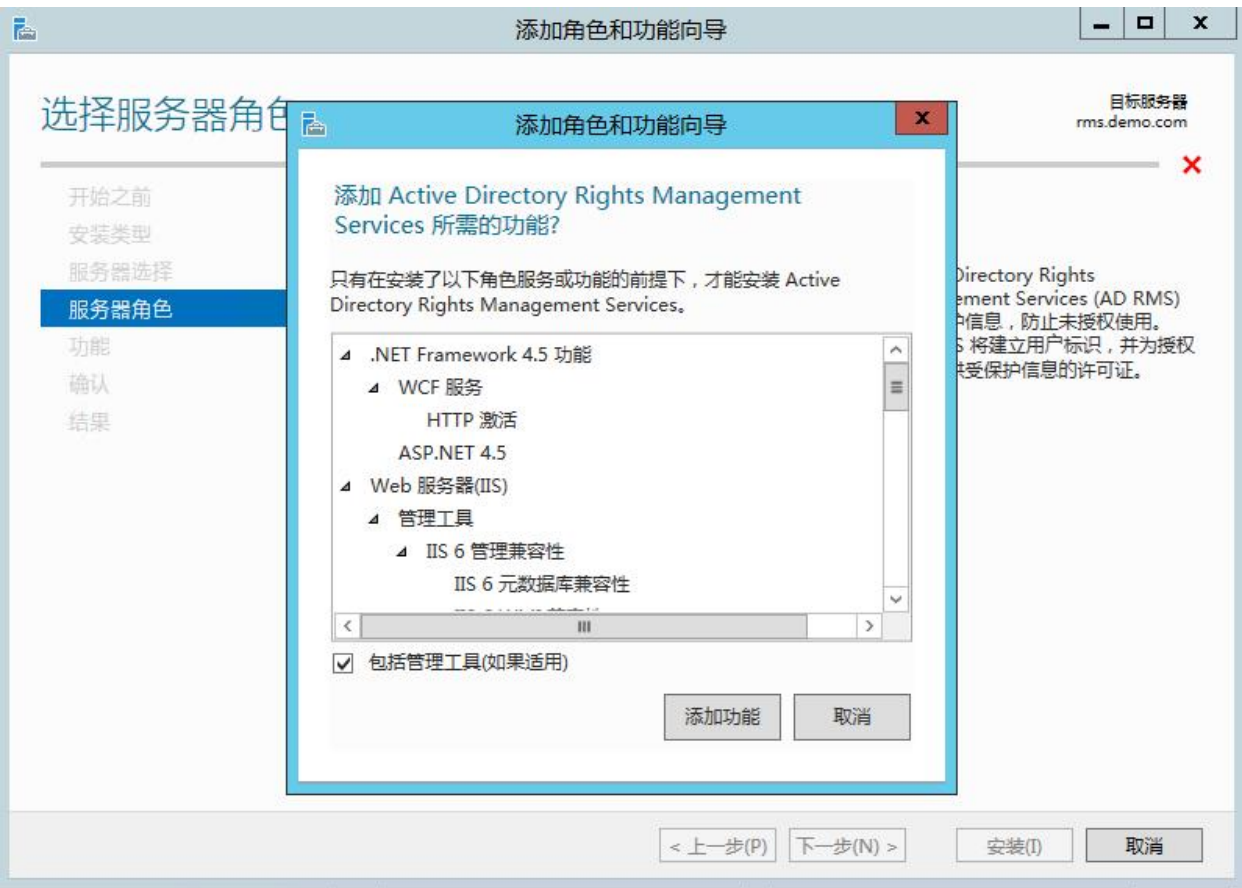 添加角色和功能向导
选择服务器角色
目标服务器
rms.demo.com
开始之前
安装类型
服务器选择
服务器角色
功能
确认
结果
添加角色和功能向导
添加 Active Directory Rights Management
Services 所需的功能?
只有在安装了以下角色服务或功能的前提下，才能安装 Active
Directory Rights Management Services。
.NET Framework 4.5 功能
WCF 服务
HTTP 激活
ASP.NET 4.5
Web 服务器(IIS)
管理工具
IIS 6 管理兼容性
IIS 6 元数据库兼容性
包括管理工具(如果适用)
添加功能
取消
Directory Rights
ement Services (AD RMS)
信息，防止未授权使用。
S 将建立用户标识，并为授权
受保护信息的许可证。
< 上一步(P)
下一步(N) >
安装(I)
取消